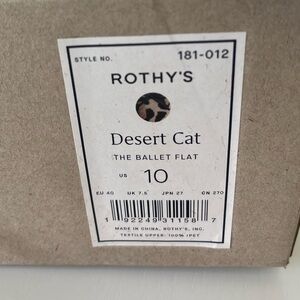 STYLE NO. 181-012
ROTHY'S
Desert Cat
THE BALLET FLAT
US 10
EU 40 UK 7.5 JPN 27 CN 270
1 92249 31158 7
MADE IN CHINA. ROTHY'S, INC.
TEXTILE UPPER: 100% rPET